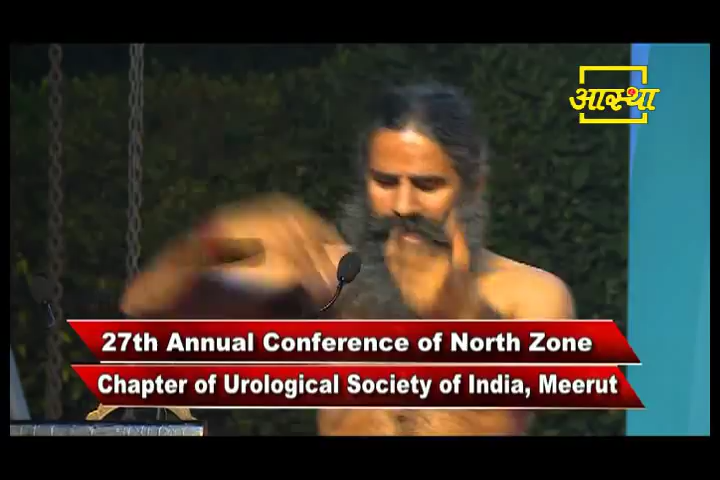 आस्था
27th Annual Conference of North Zone
Chapter of Urological Society of India, Meerut